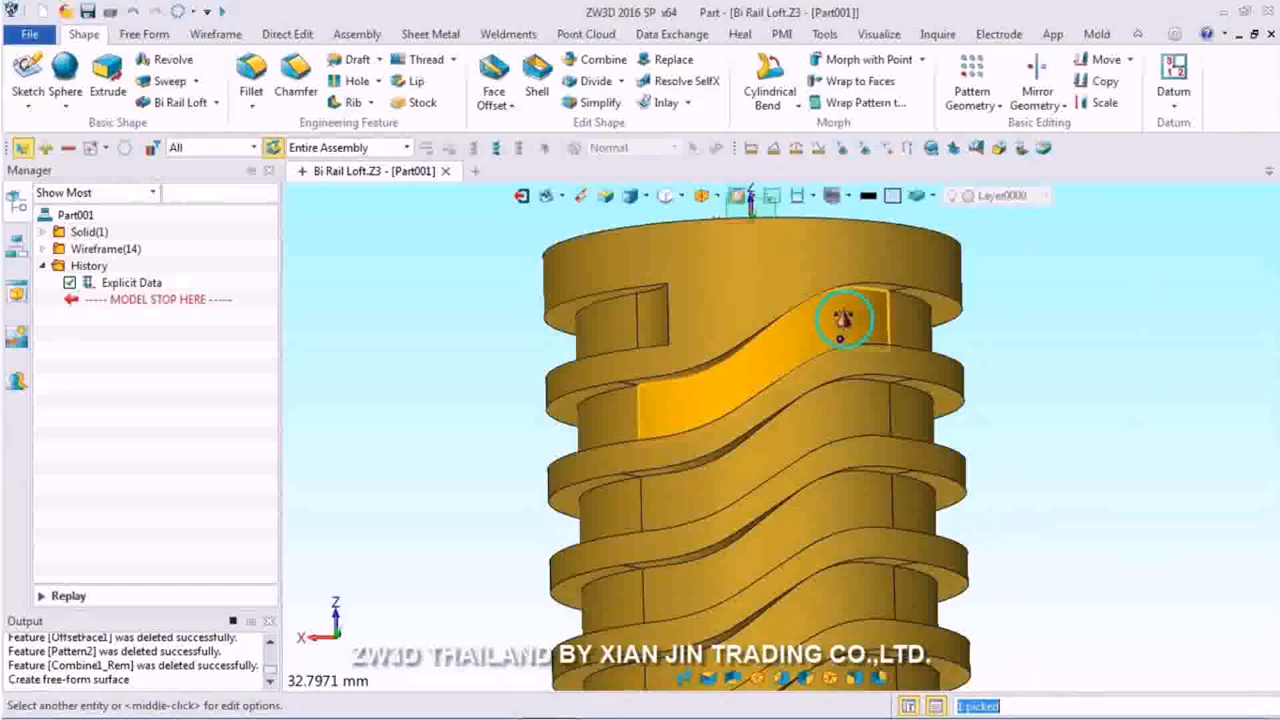 ZW3D 2016 SP x64 Part - [Bi Rail Loft.Z3 - [Part001]]
File Shape Free Form Wireframe Direct Edit Assembly Sheet Metal Weldments Point Cloud Data Exchange Heal PMI Tools Visualize Inquire Electrode App Mold
Revolve Draft Thread Combine Replace Morph with Point Move
Sweep Hole Lip Divide Resolve SelfX Wrap to Faces Copy
Sketch Sphere Extrude Bi Rail Loft Fillet Chamfer Rib Stock Face Offset Shell Simplify Inlay Cylindrical Bend Wrap Pattern t... Pattern Geometry Mirror Geometry Scale Datum
Basic Shape Engineering Feature Edit Shape Morph Basic Editing Datum
All Entire Assembly Normal
Manager Bi Rail Loft.Z3 - [Part001]
Show Most Layer0000
Part001
Solid(1)
Wireframe(14)
History
Explicit Data
----- MODEL STOP HERE -----
Replay
Output
Feature [OffsetFace1] was deleted successfully.
Feature [Pattern2] was deleted successfully.
Feature [Combine1_Rem] was deleted successfully.
Create free-form surface
Z
X
ZW3D THAILAND BY XIAN JIN TRADING CO.,LTD.
32.7971 mm
Select another entity or <middle-click> for edit options. 1 picked